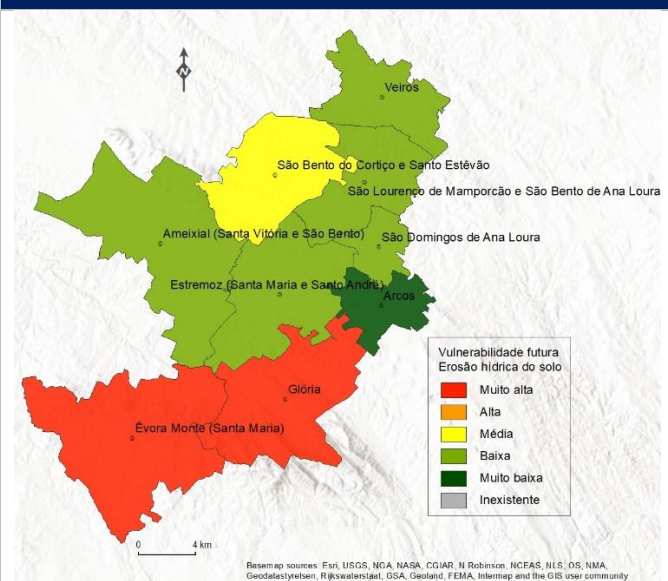 N
Veiros
São Bento do Cortiço e Santo Estêvão
São Lourenço de Mamporcão e São Bento de Ana Loura
Ameixial (Santa Vitória e São Bento)
São Domingos de Ana Loura
Estremoz (Santa Maria e Santo André)
Arcos
Glória
Évora Monte (Santa Maria)
Vulnerabilidade futura
Erosão hídrica do solo
Muito alta
Alta
Média
Baixa
Muito baixa
Inexistente
0 4 km
Basemap sources: Esri, USGS, NGA, NASA, CGIAR, N Robinson, NCEAS, NLS, OS, NMA,
Geodatastyrelsen, Rijkswaterstaat, GSA, Geoland, FEMA, Intermap and the GIS user community